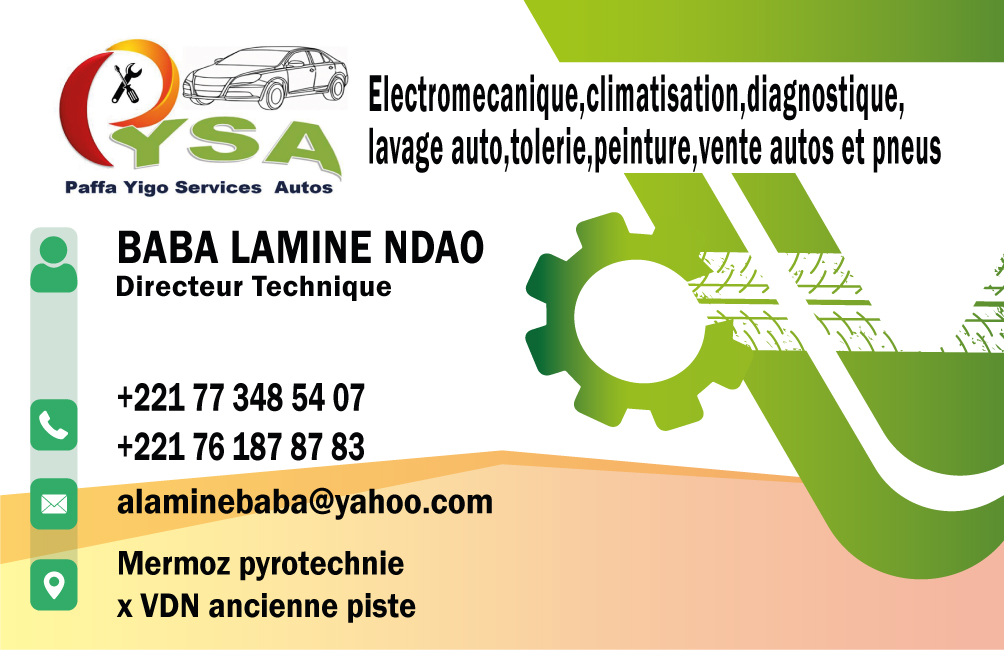 PYSA
Paffa Yigo Services Autos
Electromecanique,climatisation,diagnostique,
lavage auto,tolerie,peinture,vente autos et pneus
BABA LAMINE NDAO
Directeur Technique
+221 77 348 54 07
+221 76 187 87 83
alaminebaba@yahoo.com
Mermoz pyrotechnie
x VDN ancienne piste